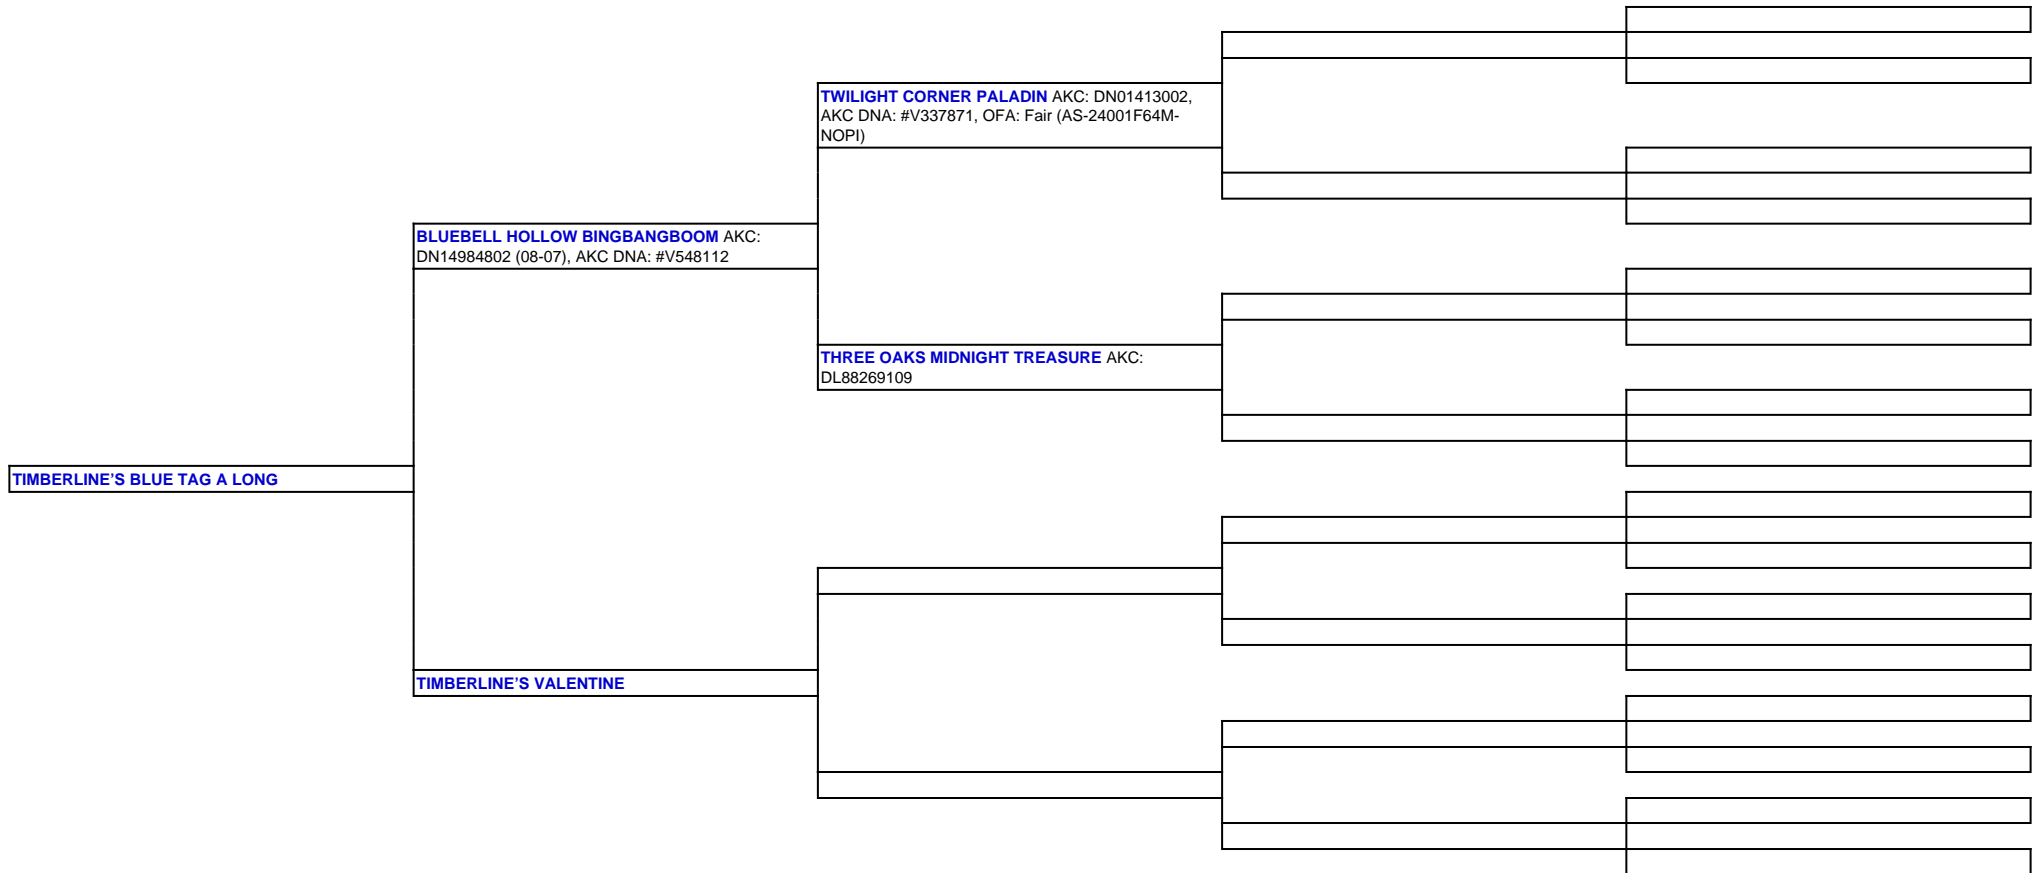 TWILIGHT CORNER PALADIN AKC: DN01413002,
AKC DNA: #V337871, OFA: Fair (AS-24001F64M-
NOPI)
BLUEBELL HOLLOW BINGBANGBOOM AKC:
DN14984802 (08-07), AKC DNA: #V548112
THREE OAKS MIDNIGHT TREASURE AKC:
DL88269109
TIMBERLINE’S BLUE TAG A LONG
TIMBERLINE’S VALENTINE